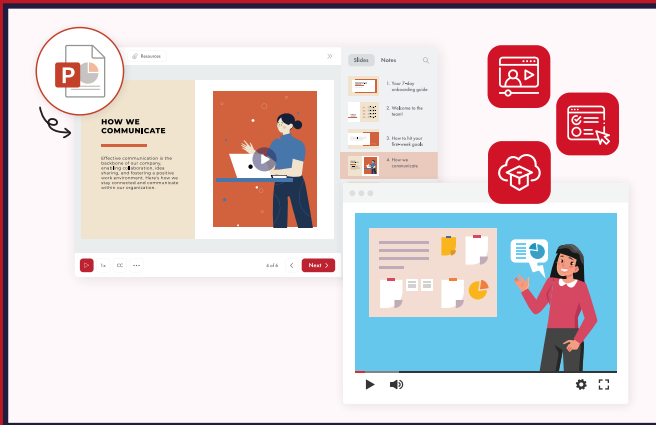 P
Resources
HOW WE
COMMUNICATE
Effective communication is the
backbone of our company,
enabling collaboration, idea
sharing, and fostering a positive
work environment. Here's how we
stay connected and communicate
within our organisation.
1x CC ••• 4 of 6 < Next >
Slides Notes
1. Your 7-day
onboarding guide
2. Welcome to the
team!
3. How to hit your
first-week goals
4. How we
communicate